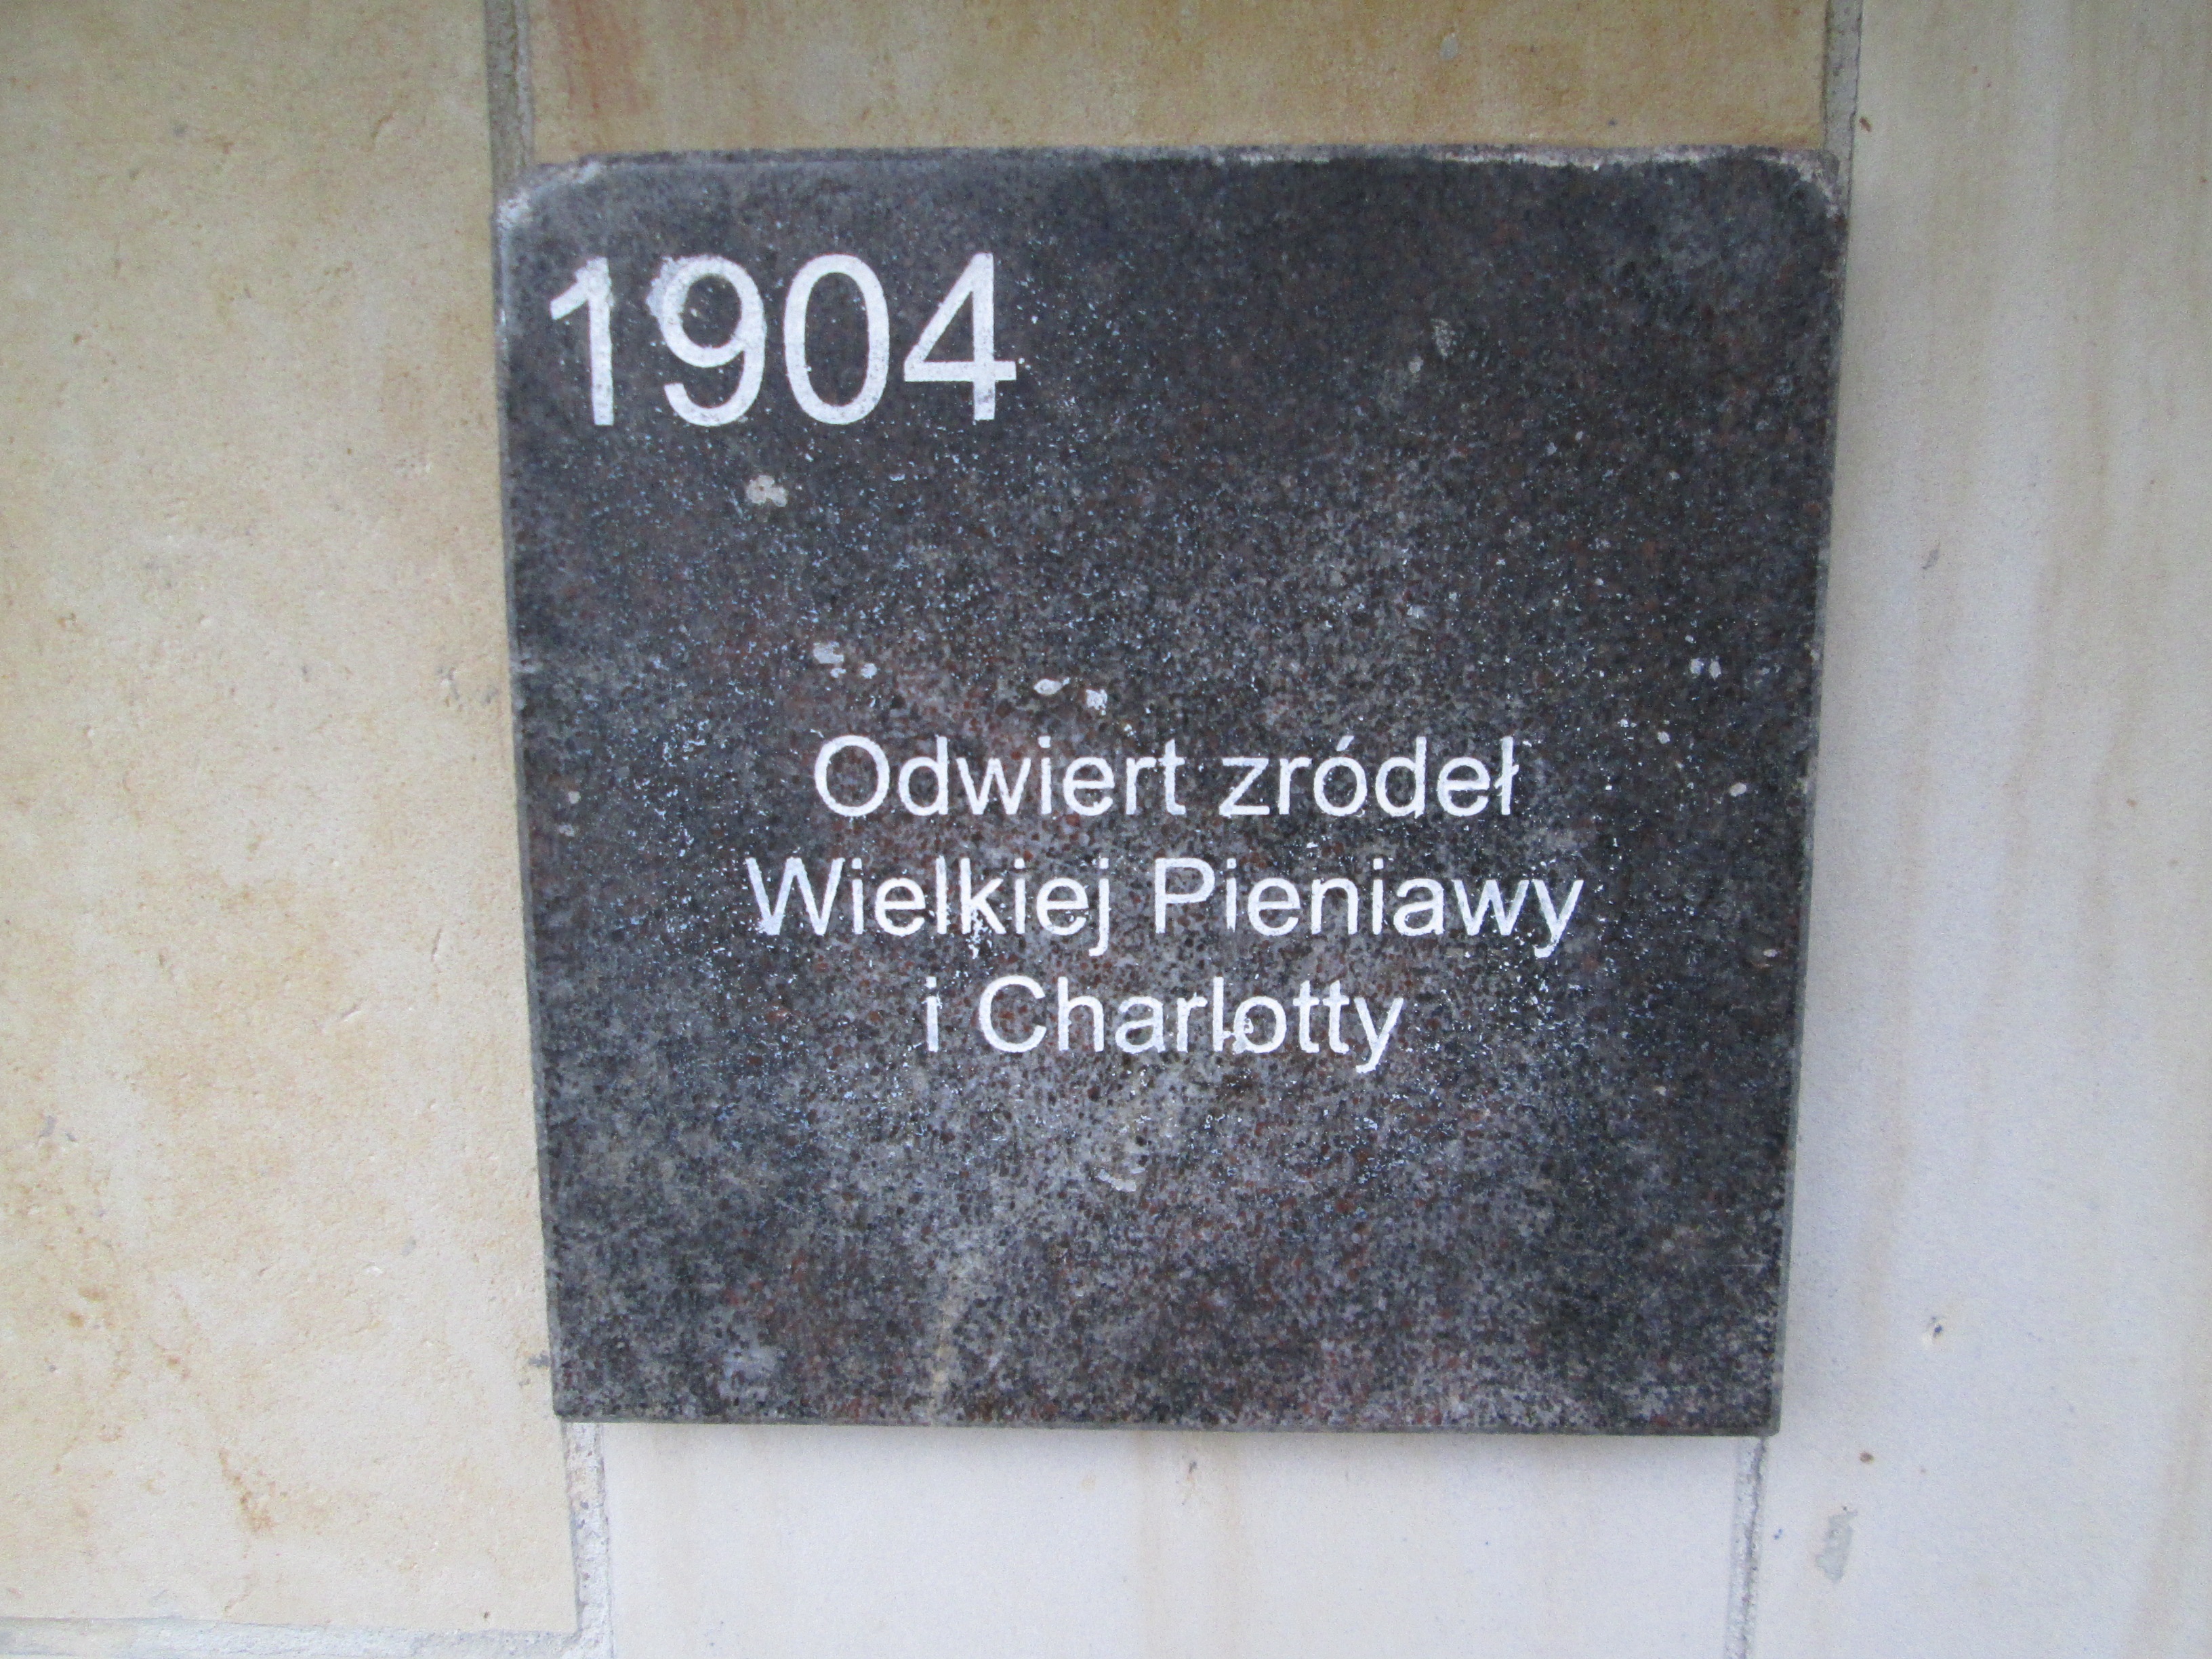 1904
Odwiert zródeł
Wielkiej Pieniawy
i Charlotty